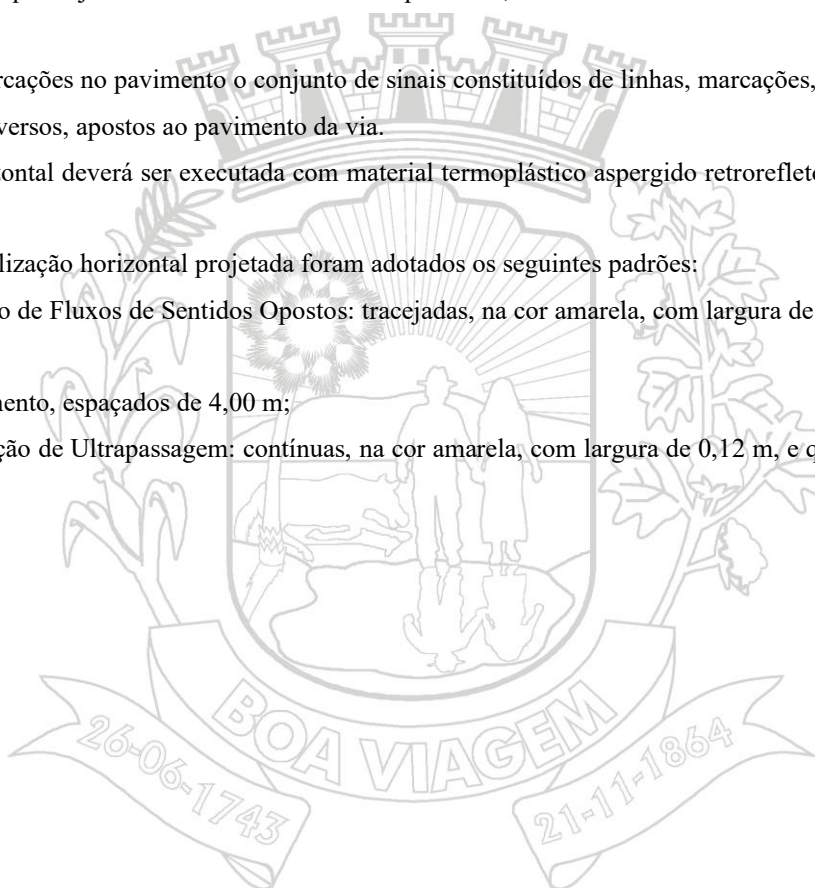 rcações no pavimento o conjunto de sinais constituídos de linhas, marcações,
versos, apostos ao pavimento da via.
zontal deverá ser executada com material termoplástico aspergido retrorefleto
lização horizontal projetada foram adotados os seguintes padrões:
o de Fluxos de Sentidos Opostos: tracejadas, na cor amarela, com largura de
ento, espaçados de 4,00 m;
ção de Ultrapassagem: contínuas, na cor amarela, com largura de 0,12 m, e q
BOA VIAGEM
26-06-1743
21-11-1864